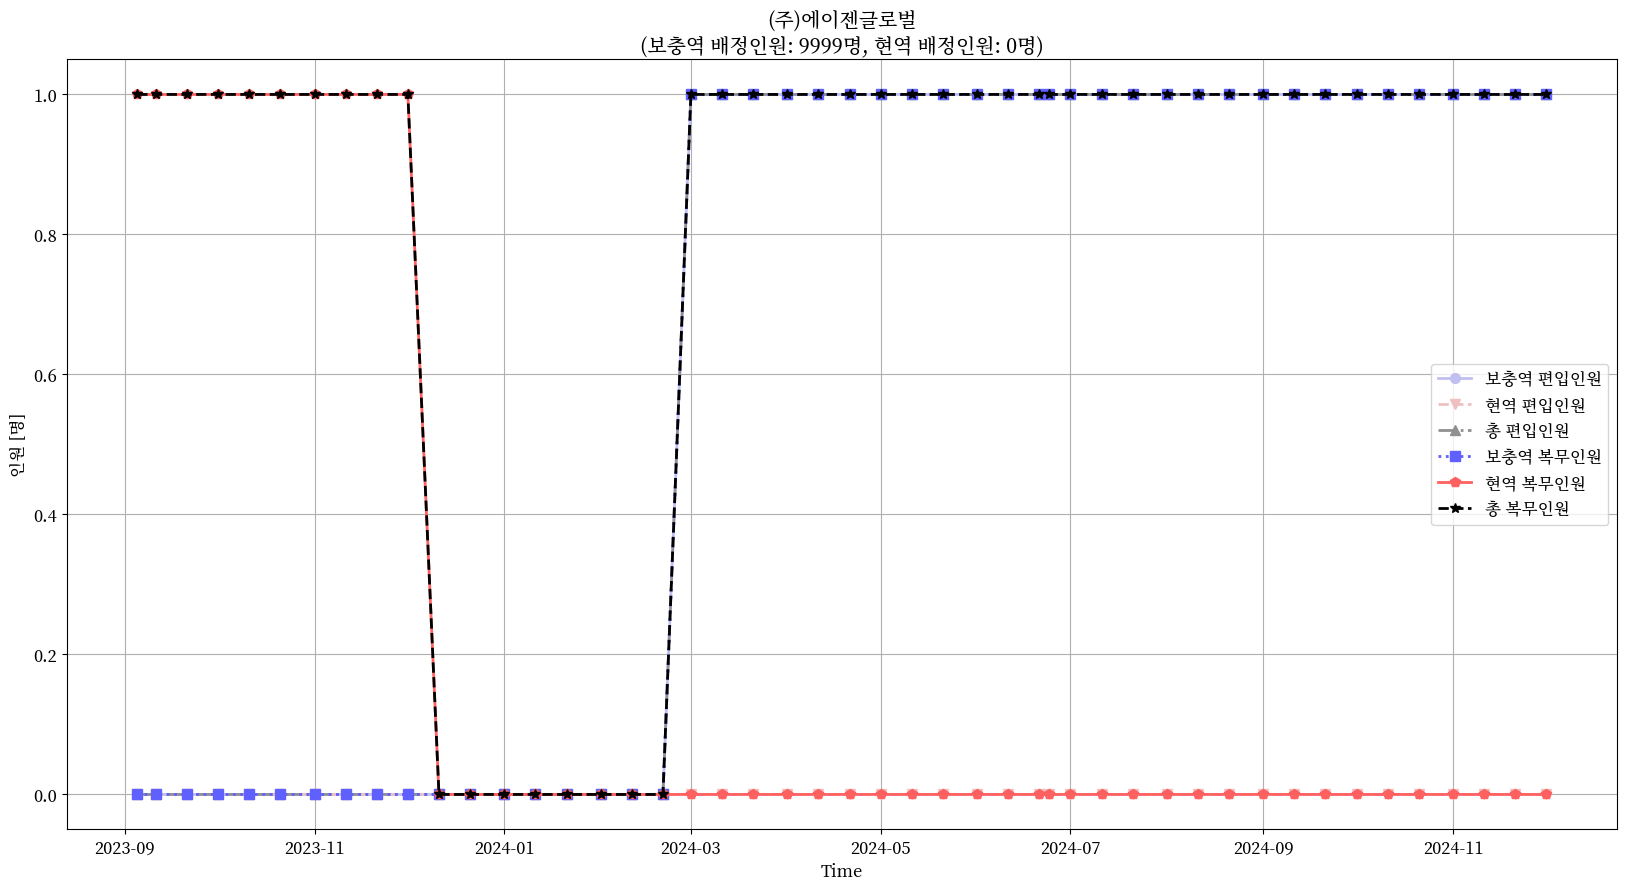 (주)에이젠글로벌
(보충역 배정인원: 9999명, 현역 배정인원: 0명)
인원 [명]
1.0
0.8
0.6
0.4
0.2
0.0
보충역 편입인원
현역 편입인원
총 편입인원
보충역 복무인원
현역 복무인원
총 복무인원
2023-09
2023-11
2024-01
2024-03
2024-05
2024-07
2024-09
2024-11
Time